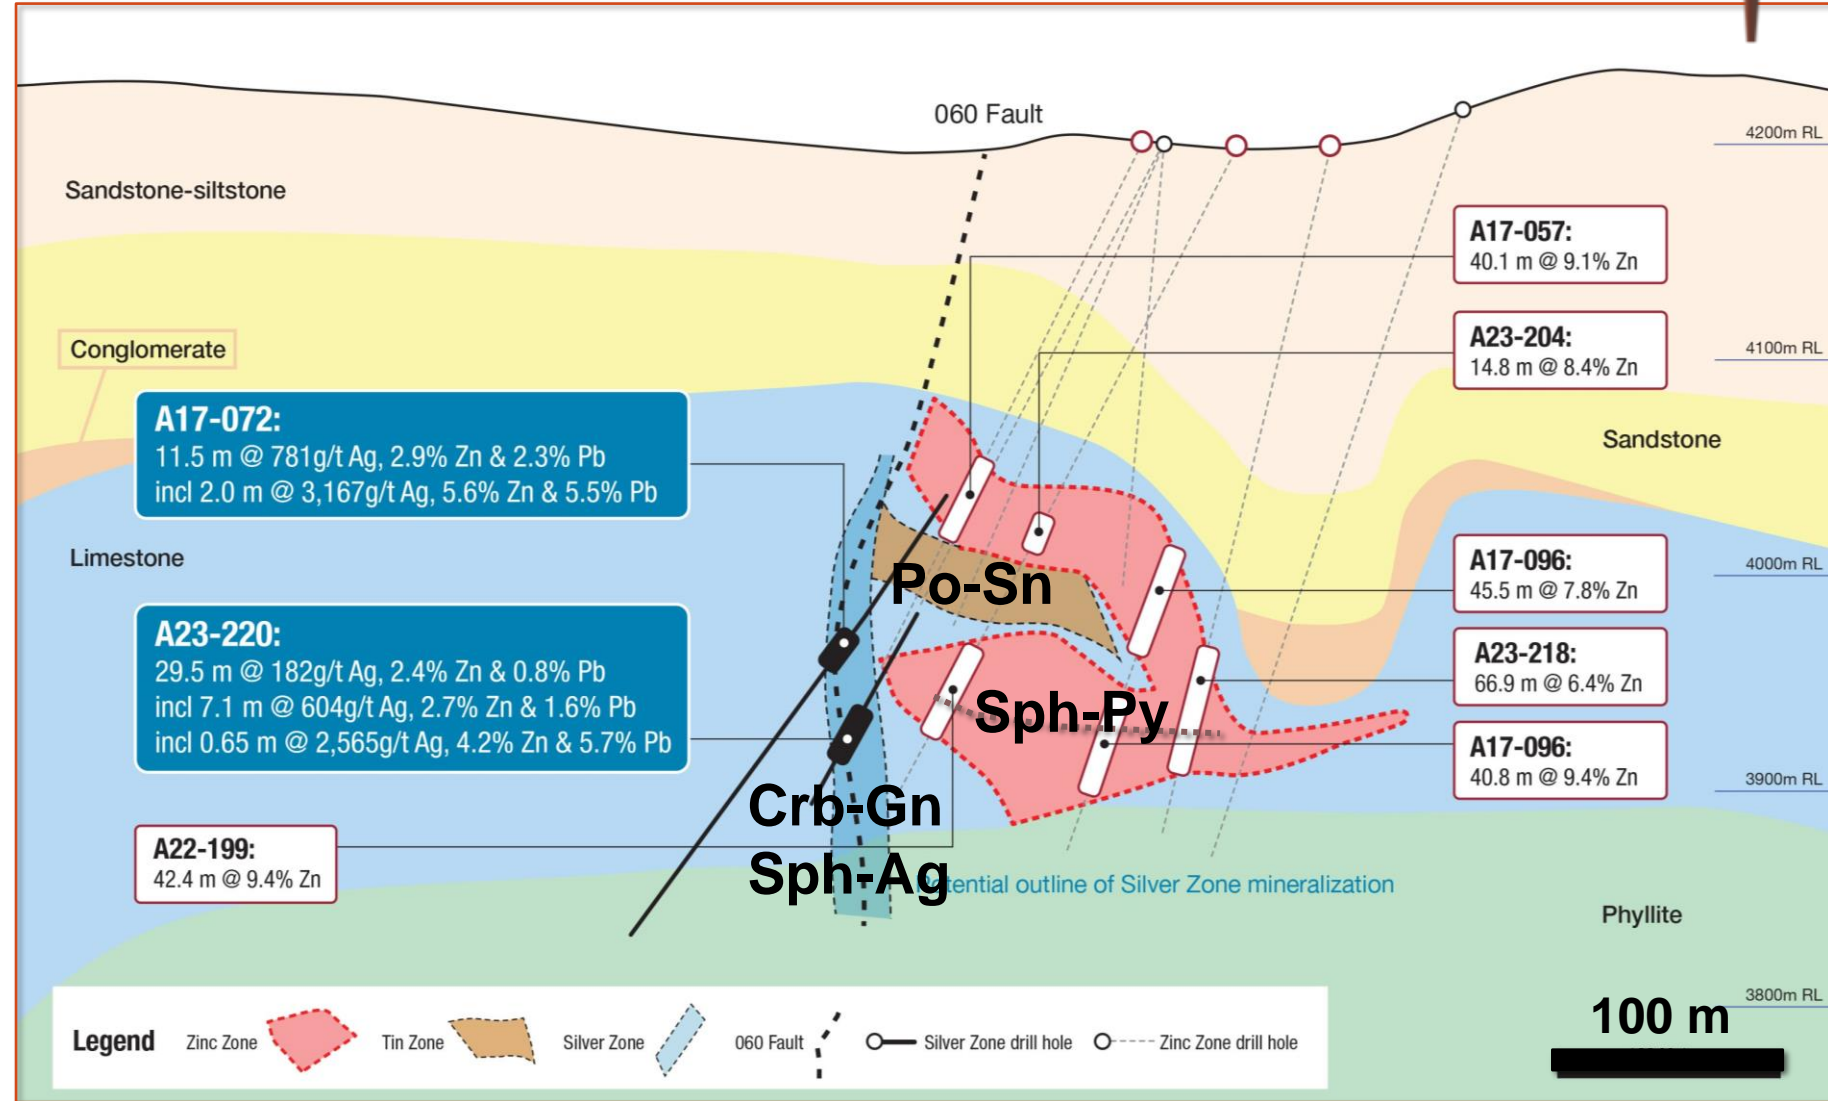 060 Fault
4200m RL
Sandstone-siltstone
A17-057:
40.1 m @ 9.1% Zn
A23-204:
14.8 m @ 8.4% Zn
4100m RL
Conglomerate
A17-072:
11.5 m @ 781g/t Ag, 2.9% Zn & 2.3% Pb
incl 2.0 m @ 3,167g/t Ag, 5.6% Zn & 5.5% Pb
Sandstone
Limestone
Po-Sn
A17-096:
45.5 m @ 7.8% Zn
4000m RL
A23-220:
29.5 m @ 182g/t Ag, 2.4% Zn & 0.8% Pb
incl 7.1 m @ 604g/t Ag, 2.7% Zn & 1.6% Pb
incl 0.65 m @ 2,565g/t Ag, 4.2% Zn & 5.7% Pb
A23-218:
66.9 m @ 6.4% Zn
Sph-Py
A17-096:
40.8 m @ 9.4% Zn
3900m RL
Crb-Gn
Sph-Ag
A22-199:
42.4 m @ 9.4% Zn
outline of Silver Zone mineralization
Phyllite
3800m RL
100 m
Legend
Zinc Zone
Tin Zone
Silver Zone
060 Fault
Silver Zone drill hole
Zinc Zone drill hole